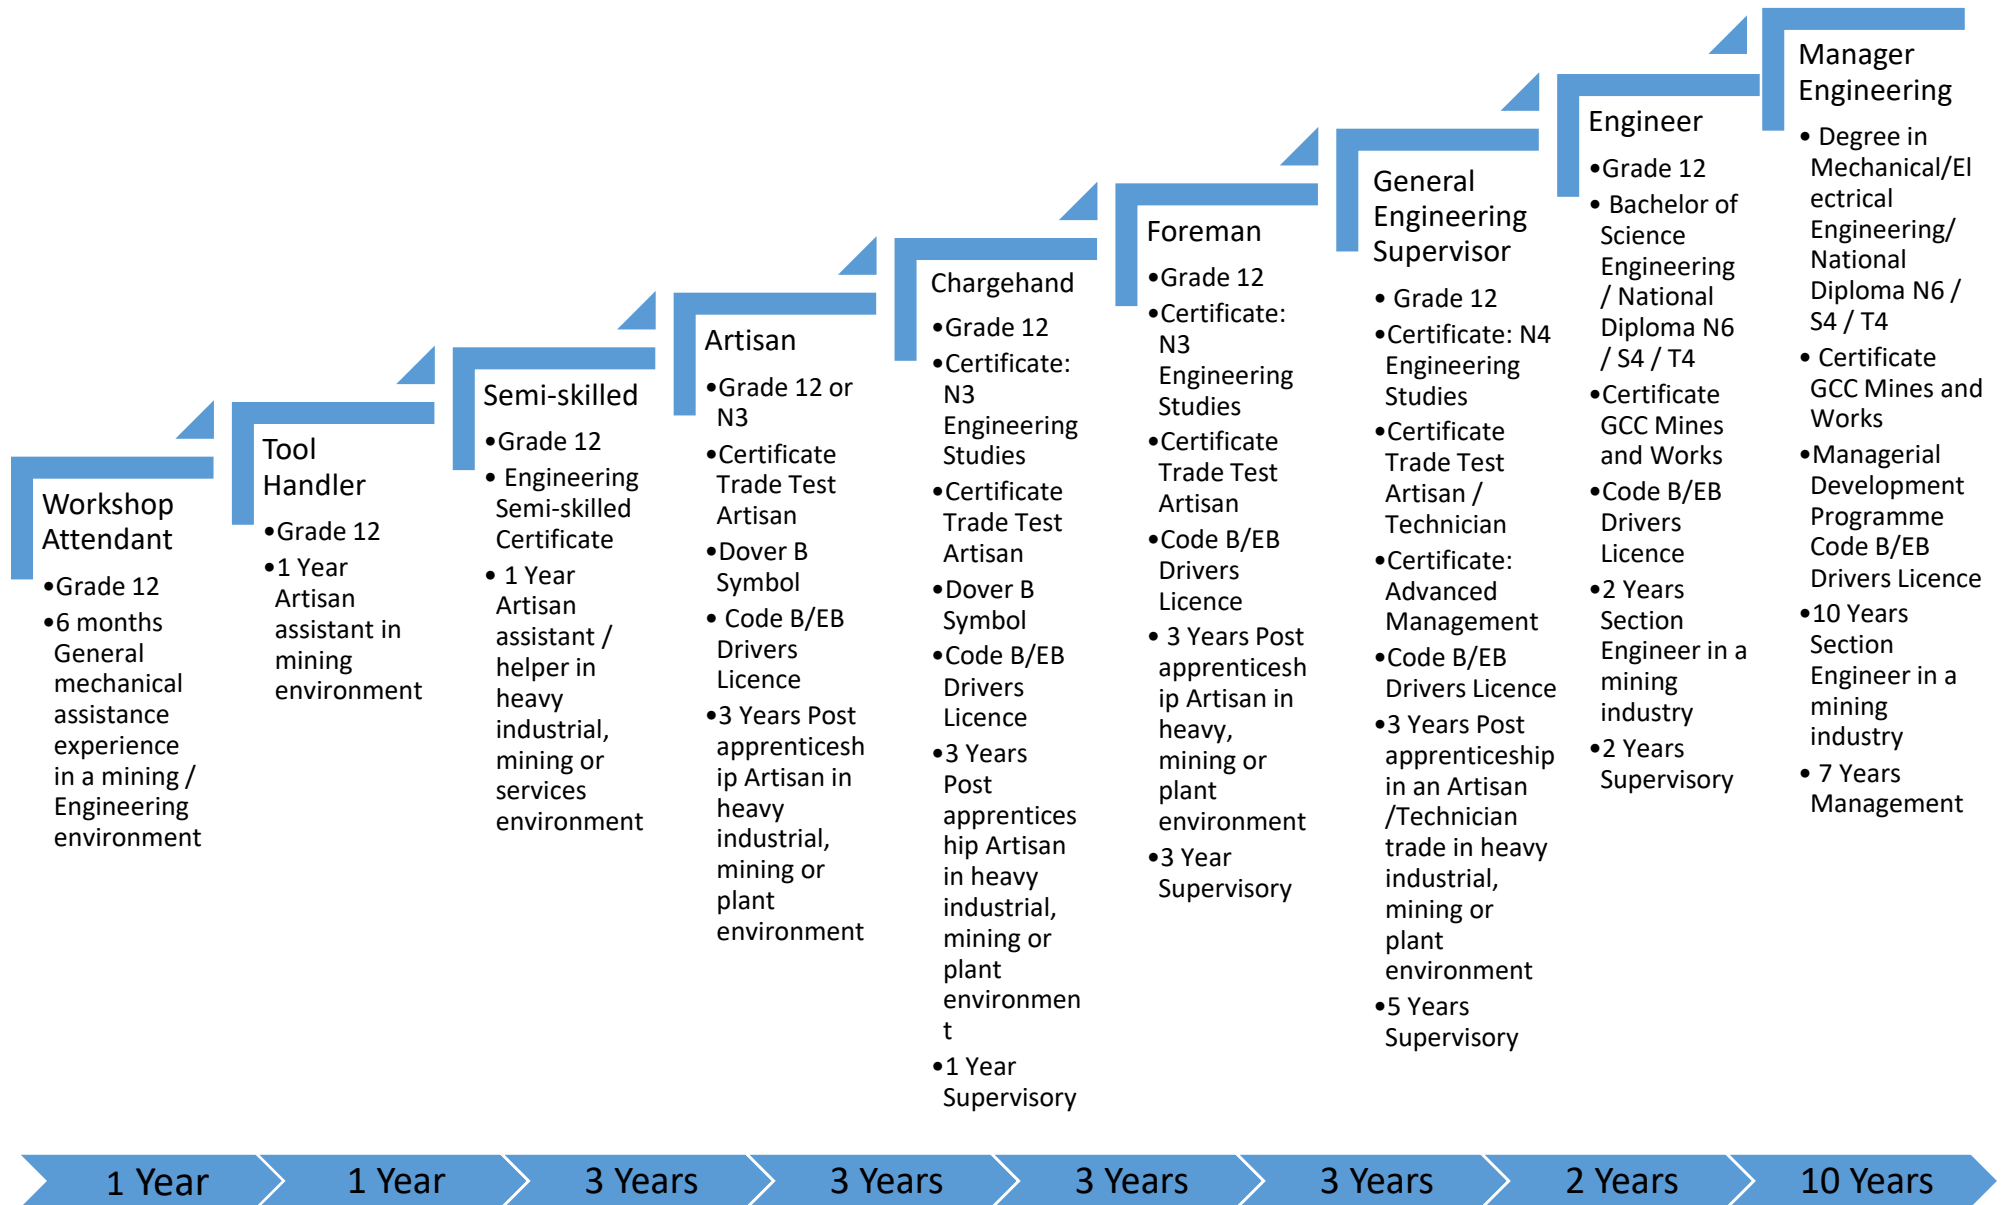 Workshop
Attendant
•Grade 12
•6 months
General
mechanical
assistance
experience
in a mining /
Engineering
environment
Tool
Handler
•Grade 12
•1 Year
Artisan
assistant in
mining
environment
Semi-skilled
•Grade 12
• Engineering
Semi-skilled
Certificate
• 1 Year
Artisan
assistant /
helper in
heavy
industrial,
mining or
services
environment
Artisan
•Grade 12 or
N3
•Certificate
Trade Test
Artisan
•Dover B
Symbol
• Code B/EB
Drivers
Licence
•3 Years Post
apprenticesh
ip Artisan in
heavy
industrial,
mining or
plant
environment
Chargehand
•Grade 12
•Certificate:
N3
Engineering
Studies
•Certificate
Trade Test
Artisan
•Dover B
Symbol
•Code B/EB
Drivers
Licence
•3 Years
Post
apprentices
hip Artisan
in heavy
industrial,
mining or
plant
environmen
t
•1 Year
Supervisory
Foreman
•Grade 12
•Certificate:
N3
Engineering
Studies
•Certificate
Trade Test
Artisan
•Code B/EB
Drivers
Licence
• 3 Years Post
apprenticesh
ip Artisan in
heavy,
mining or
plant
environment
•3 Year
Supervisory
General
Engineering
Supervisor
• Grade 12
•Certificate: N4
Engineering
Studies
•Certificate
Trade Test
Artisan /
Technician
•Certificate:
Advanced
Management
•Code B/EB
Drivers Licence
•3 Years Post
apprenticeship
in an Artisan
/Technician
trade in heavy
industrial,
mining or
plant
environment
•5 Years
Supervisory
Engineer
•Grade 12
• Bachelor of
Science
Engineering
/ National
Diploma N6
/ S4 / T4
•Certificate
GCC Mines
and Works
•Code B/EB
Drivers
Licence
•2 Years
Section
Engineer in a
mining
industry
•2 Years
Supervisory
Manager
Engineering
• Degree in
Mechanical/El
ectrical
Engineering/
National
Diploma N6 /
S4 / T4
• Certificate
GCC Mines and
Works
•Managerial
Development
Programme
Code B/EB
Drivers Licence
•10 Years
Section
Engineer in a
mining
industry
• 7 Years
Management
1 Year
1 Year
3 Years
3 Years
3 Years
3 Years
2 Years
10 Years